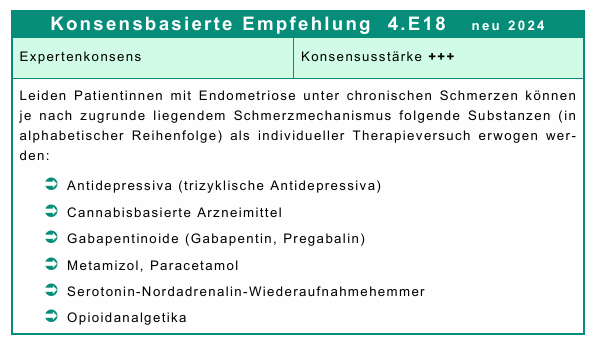 Konsensbasierte Empfehlung 4.E18 neu 2024
Expertenkonsens
Konsensusstärke +++
Leiden Patientinnen mit Endometriose unter chronischen Schmerzen können
je nach zugrunde liegendem Schmerzmechanismus folgende Substanzen (in
alphabetischer Reihenfolge) als individueller Therapieversuch erwogen wer-
den:
➲ Antidepressiva (trizyklische Antidepressiva)
➲ Cannabisbasierte Arzneimittel
➲ Gabapentinoide (Gabapentin, Pregabalin)
➲ Metamizol, Paracetamol
➲ Serotonin-Nordadrenalin-Wiederaufnahmehemmer
➲ Opioidanalgetika